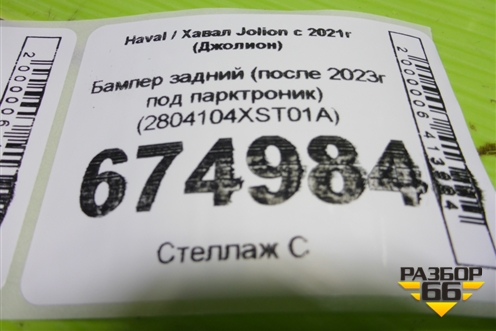 Haval / Хавал Jolion с 2021г
(Джолион)
Бампер задний (после 2023г
под парктроник)
(2804104XST01A)
674984
Стеллаж С
РАЗБОР
66